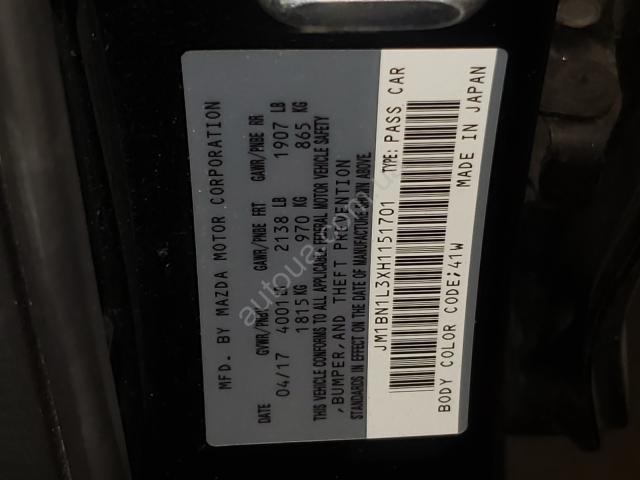 MFD. BY MAZDA MOTOR CORPORATION
DATE GVWR/PNBV GAWR/PNBE FRT GAWR/PNBE RR
04/17 4001LB 2138 LB 1907 LB
1815KG 970 KG 865 KG
THIS VEHICLE CONFORMS TO ALL APPLICABLE FEDERAL MOTOR VEHICLE SAFETY
,BUMPER,AND THEFT PREVENTION
STANDARDS IN EFFECT ON THE DATE OF MANUFACTURE SHOWN ABOVE
JM1BN1L3XH1151701 TYPE: PASS CAR
BODY COLOR CODE;41W MADE IN JAPAN